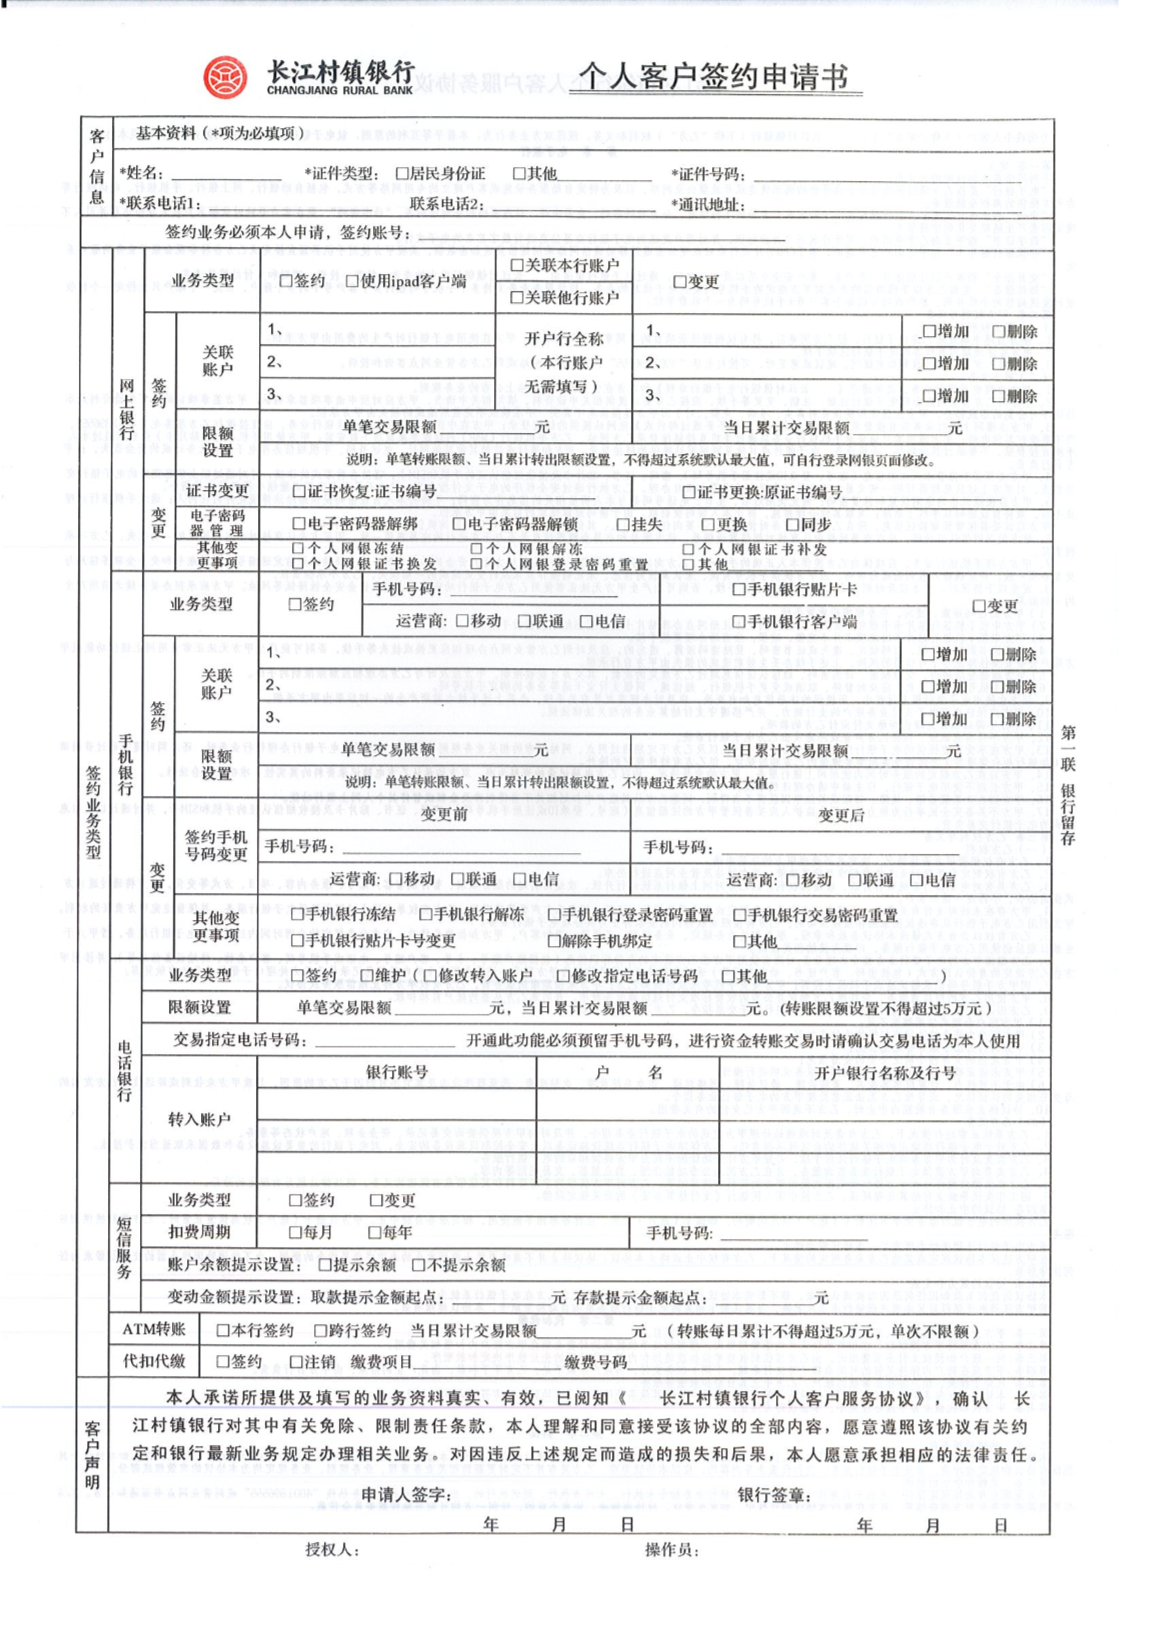 长江村镇银行
CHANGJIANG RURAL BANK
个人客户签约申请书
客户信息
基本资料（*项为必填项）
*姓名： *证件类型： □居民身份证 □其他 *证件号码：
*联系电话1： 联系电话2： *通讯地址：
签约业务必须本人申请，签约账号：
签约业务类型
网上银行
业务类型 □签约 □使用ipad客户端 □关联本行账户 □变更
□关联他行账户
签约
关联账户
1、 开户行全称 1、 □增加 □删除
2、 （本行账户 2、 □增加 □删除
3、 无需填写） 3、 □增加 □删除
限额设置
单笔交易限额 元 当日累计交易限额 元
说明：单笔转账限额、当日累计转出限额设置，不得超过系统默认最大值，可自行登录网银页面修改。
变更
证书变更 □证书恢复:证书编号 □证书更换:原证书编号
电子密码器管理 □电子密码器解绑 □电子密码器解锁 □挂失 □更换 □同步
其他变更事项 □个人网银冻结 □个人网银解冻 □个人网银证书补发
□个人网银证书换发 □个人网银登录密码重置 □其他
手机银行
业务类型 □签约 手机号码： □手机银行贴片卡 □变更
运营商: □移动 □联通 □电信 □手机银行客户端
签约
关联账户
1、 □增加 □删除
2、 □增加 □删除
3、 □增加 □删除
限额设置
单笔交易限额 元 当日累计交易限额 元
说明：单笔转账限额、当日累计转出限额设置，不得超过系统默认最大值。
变更
签约手机号码变更
变更前 变更后
手机号码： 手机号码：
运营商: □移动 □联通 □电信 运营商: □移动 □联通 □电信
其他变更事项
□手机银行冻结 □手机银行解冻 □手机银行登录密码重置 □手机银行交易密码重置
□手机银行贴片卡号变更 □解除手机绑定 □其他
电话银行
业务类型 □签约 □维护（□修改转入账户 □修改指定电话号码 □其他 ）
限额设置 单笔交易限额 元，当日累计交易限额 元。(转账限额设置不得超过5万元）
交易指定电话号码： 开通此功能必须预留手机号码，进行资金转账交易时请确认交易电话为本人使用
转入账户 银行账号 户 名 开户银行名称及行号
短信服务
业务类型 □签约 □变更
扣费周期 □每月 □每年 手机号码:
账户余额提示设置： □提示余额 □不提示余额
变动金额提示设置：取款提示金额起点： 元 存款提示金额起点： 元
ATM转账 □本行签约 □跨行签约 当日累计交易限额 元 （转账每日累计不得超过5万元，单次不限额）
代扣代缴 □签约 □注销 缴费项目 缴费号码
客户声明
本人承诺所提供及填写的业务资料真实、有效，已阅知《 长江村镇银行个人客户服务协议》，确认 长
江村镇银行对其中有关免除、限制责任条款，本人理解和同意接受该协议的全部内容，愿意遵照该协议有关约
定和银行最新业务规定办理相关业务。对因违反上述规定而造成的损失和后果，本人愿意承担相应的法律责任。
申请人签字： 银行签章：
年 月 日 年 月 日
授权人： 操作员：
第一联 银行留存